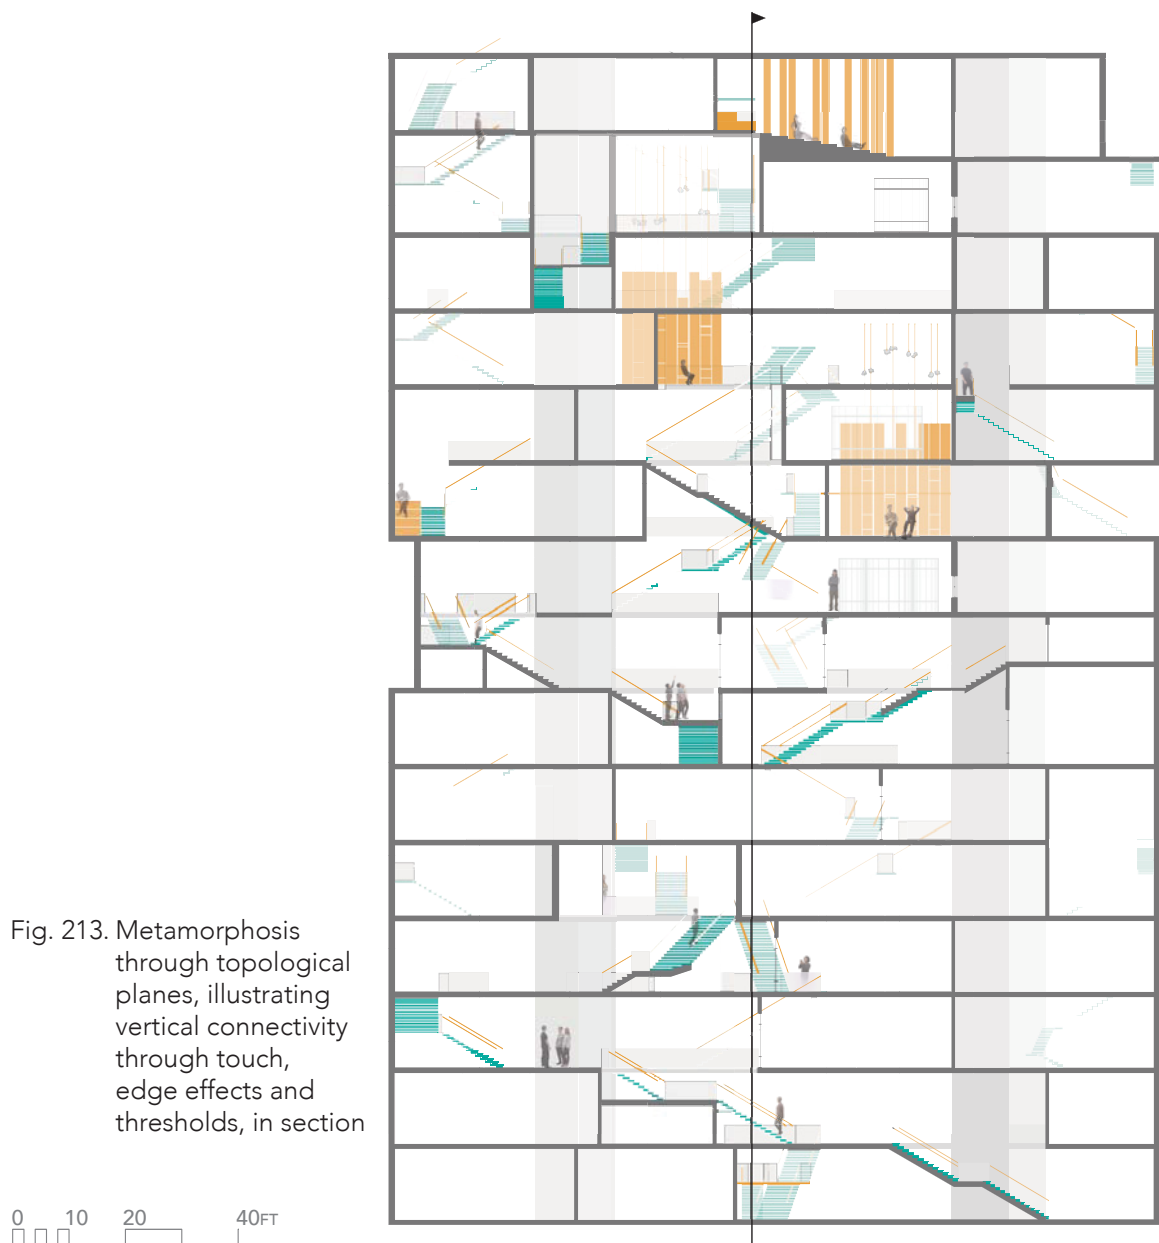 Fig. 213. Metamorphosis
through topological
planes, illustrating
vertical connectivity
through touch,
edge effects and
thresholds, in section
0 10 20 40FT